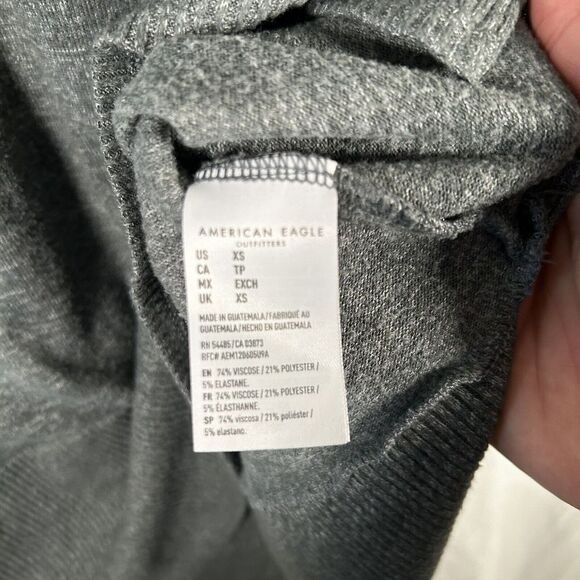 AMERICAN EAGLE
OUTFITTERS
US XS
CA TP
MX EXCH
UK XS
MADE IN GUATEMALA/FABRIQUÉ AU
GUATEMALA/HECHO EN GUATEMALA
RN 54485/CA 03873
RFC# AEM120605U9A
EN 74% VISCOSE / 21% POLYESTER /
5% ELASTANE.
FR 74% VISCOSE / 21% POLYESTER /
5% ÉLASTHANNE.
SP 74% viscosa / 21% poliéster /
5% elastano.